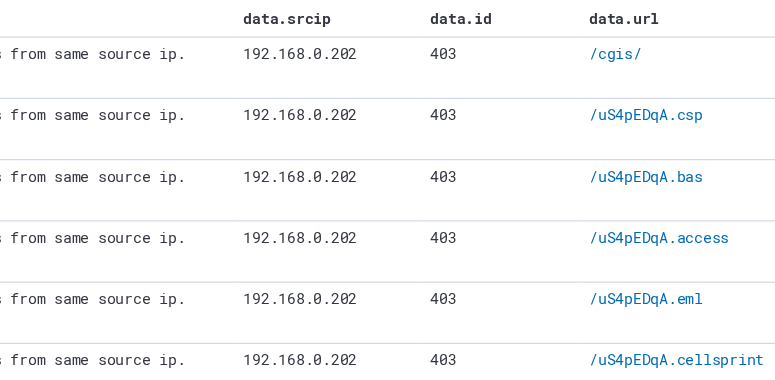 data.srcip data.id data.url
s from same source ip. 192.168.0.202 403 /cgis/
s from same source ip. 192.168.0.202 403 /uS4pEDqA.csp
s from same source ip. 192.168.0.202 403 /uS4pEDqA.bas
s from same source ip. 192.168.0.202 403 /uS4pEDqA.access
s from same source ip. 192.168.0.202 403 /uS4pEDqA.eml
s from same source ip. 192.168.0.202 403 /uS4pEDqA.cellsprint